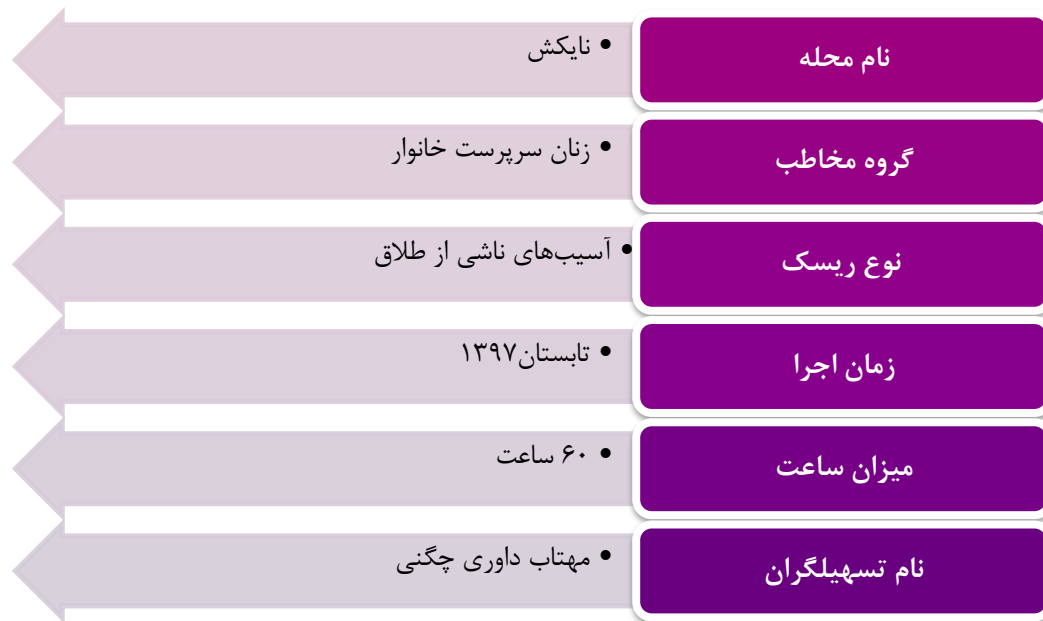 نام محله
• نایکش
گروه مخاطب
• زنان سرپرست خانوار
نوع ریسک
• آسیب‌های ناشی از طلاق
زمان اجرا
• تابستان۱۳۹۷
میزان ساعت
• ۶۰ ساعت
نام تسهیلگران
• مهتاب داوری چگنی